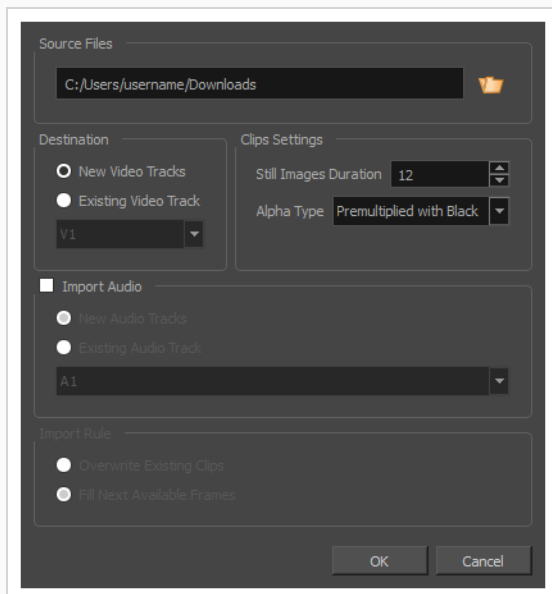 Source Files
C:/Users/username/Downloads
Destination
New Video Tracks
Existing Video Track
V1
Clips Settings
Still Images Duration 12
Alpha Type Premultiplied with Black
Import Audio
New Audio Tracks
Existing Audio Track
A1
Import Rule
Overwrite Existing Clips
Fill Next Available Frames
OK Cancel